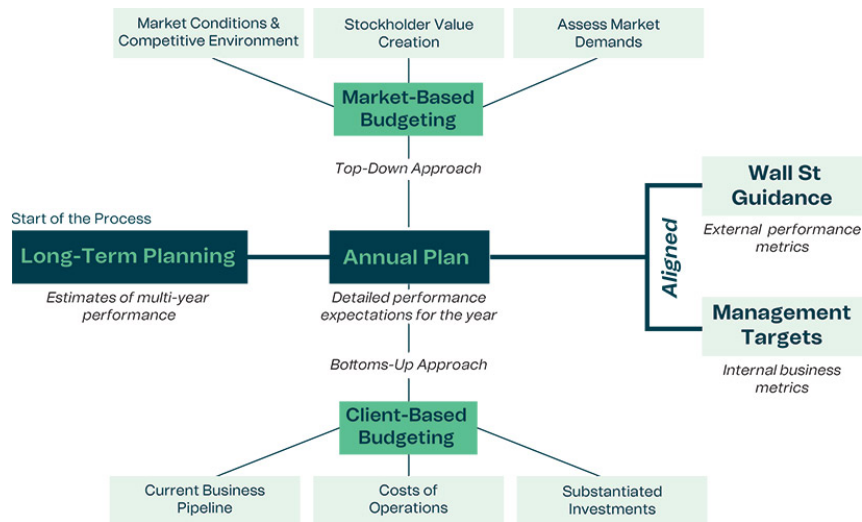 Market Conditions &
Competitive Environment
Stockholder Value
Creation
Assess Market
Demands
Market-Based
Budgeting
Top-Down Approach
Start of the Process
Long-Term Planning
Estimates of multi-year
performance
Annual Plan
Detailed performance
expectations for the year
Aligned
Wall St
Guidance
External performance
metrics
Management
Targets
Internal business
metrics
Bottoms-Up Approach
Client-Based
Budgeting
Current Business
Pipeline
Costs of
Operations
Substantiated
Investments